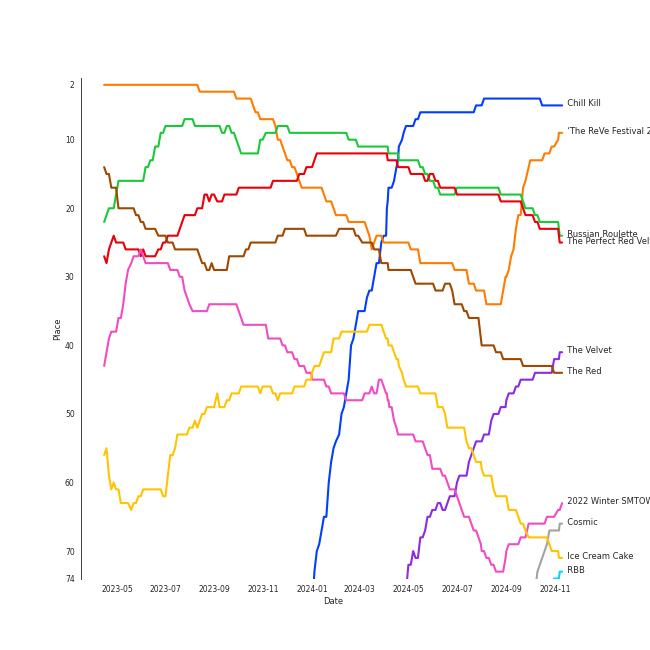 2
10
20
30
40
50
60
70
74
Place
Chill Kill
'The ReVe Festival 2
Russian Roulette
The Perfect Red Vel
The Velvet
The Red
2022 Winter SMTOW
Cosmic
Ice Cream Cake
RBB
2023-05
2023-07
2023-09
2023-11
2024-01
2024-03
2024-05
2024-07
2024-09
2024-11
Date